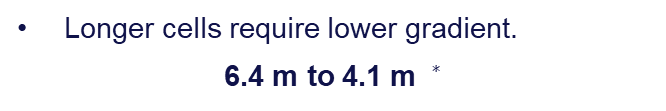 • Longer cells require lower gradient.
6.4 m to 4.1 m *